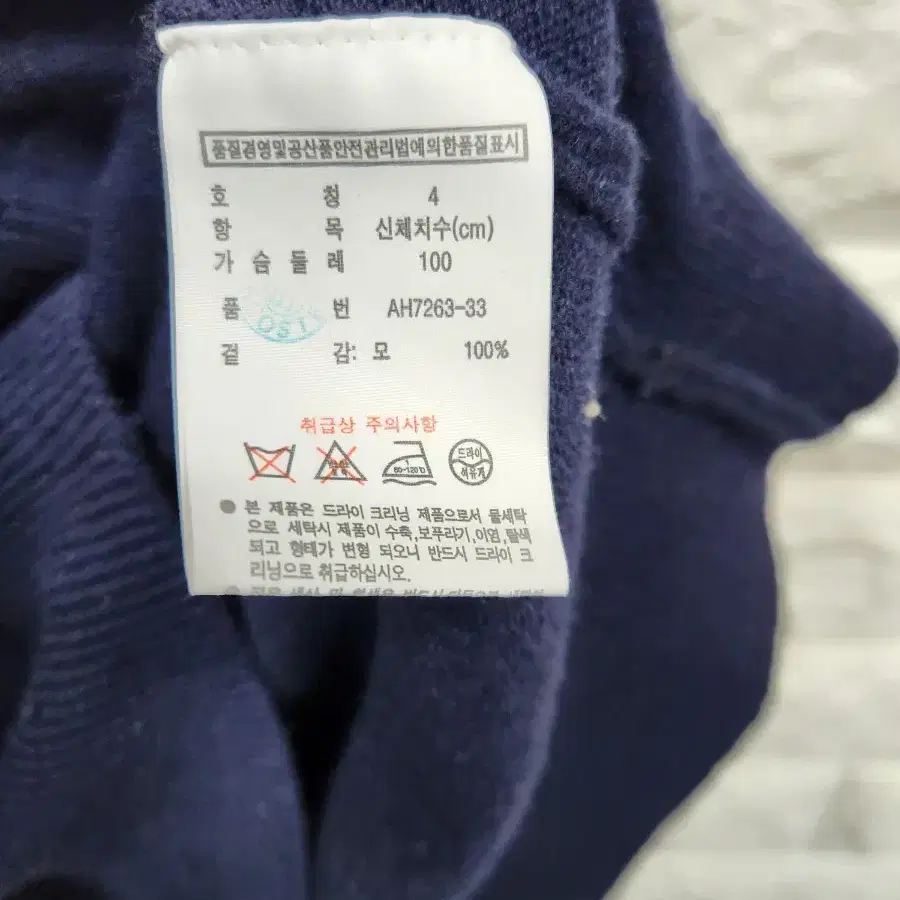 품질경영및공산품안전관리법에의한품질표시
호 칭 4
항 목 신체치수(cm)
가 슴 둘 레 100
품 번 AH7263-33
겉 감: 모 100%
취급상 주의사항
80-120℃
드라이
석유계
● 본 제품은 드라이 크리닝 제품으로서 물세탁
으로 세탁시 제품이 수축,보푸라기,이염,탈색
되고 형태가 변형 되오니 반드시 드라이 크
리닝으로 취급하십시오.